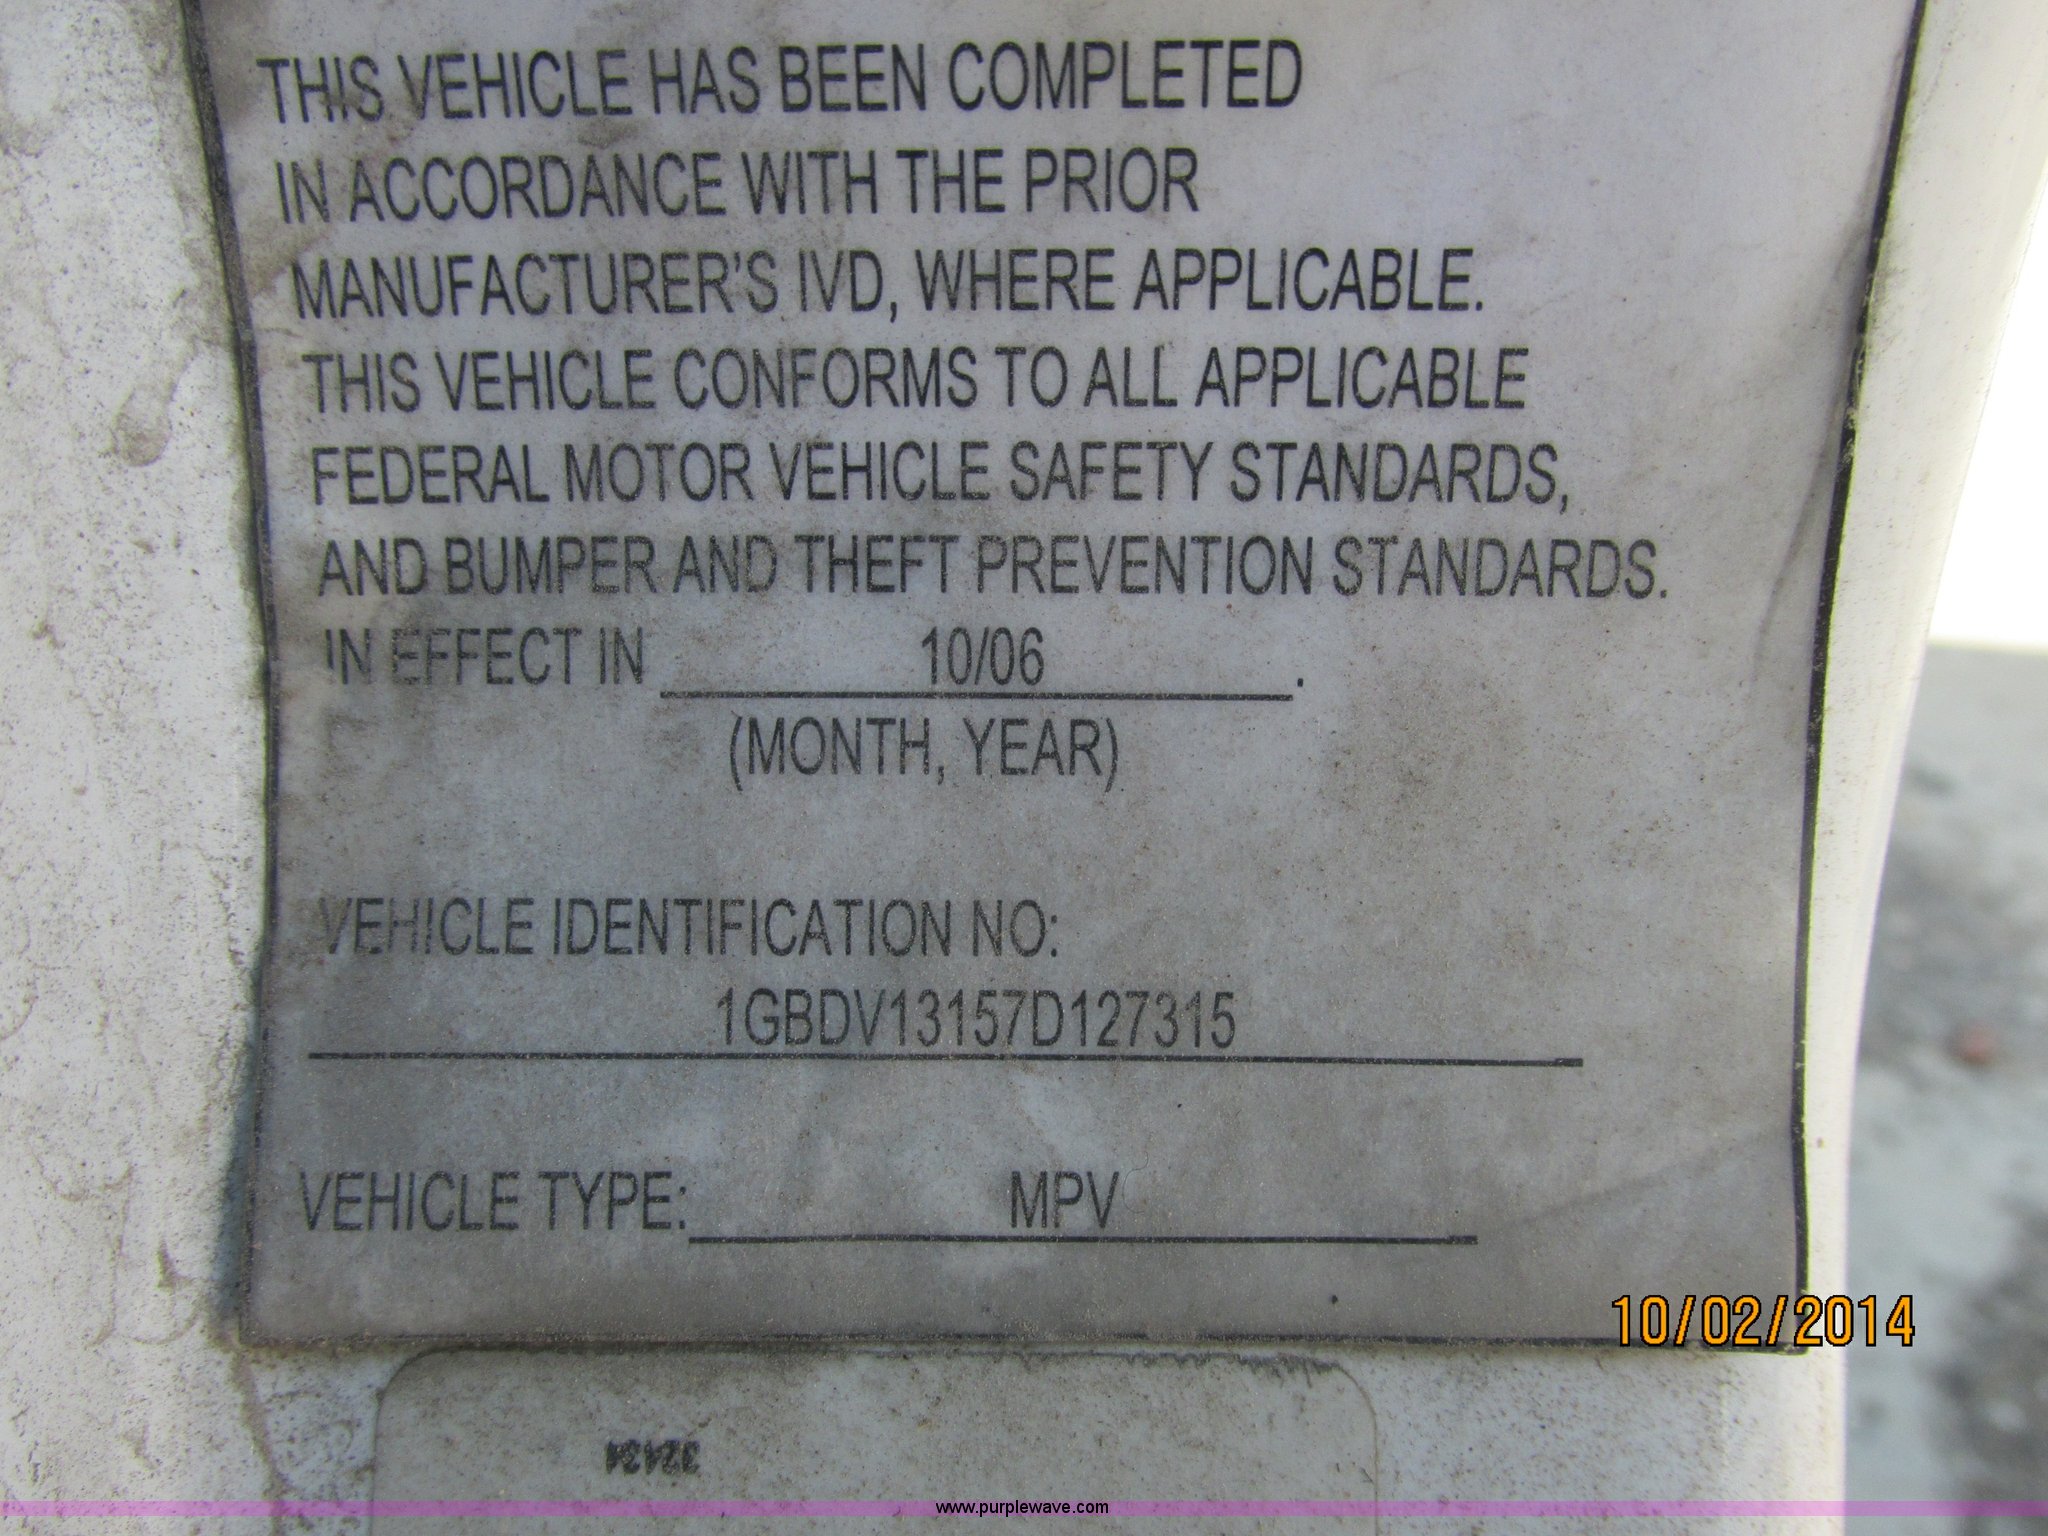 THIS VEHICLE HAS BEEN COMPLETED
IN ACCORDANCE WITH THE PRIOR
MANUFACTURER'S IVD, WHERE APPLICABLE.
THIS VEHICLE CONFORMS TO ALL APPLICABLE
FEDERAL MOTOR VEHICLE SAFETY STANDARDS,
AND BUMPER AND THEFT PREVENTION STANDARDS.
IN EFFECT IN 10/06.
(MONTH, YEAR)
VEHICLE IDENTIFICATION NO:
1GBDV13157D127315
VEHICLE TYPE: MPV
10/02/2014
www.purplewave.com